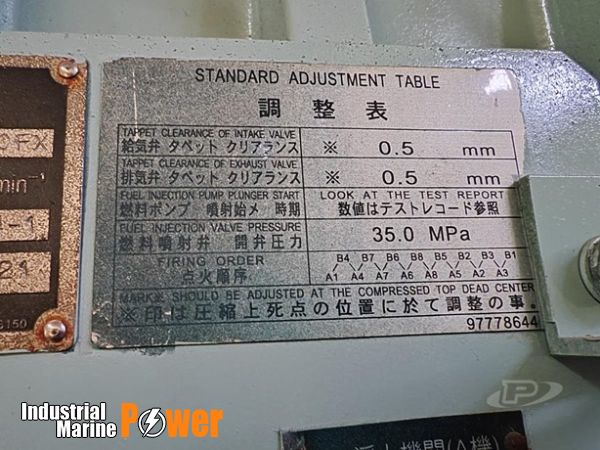 STANDARD ADJUSTMENT TABLE
調整表
TAPPET CLEARANCE OF INTAKE VALVE
給気弁 タペット クリアランス ※ 0.5 mm
TAPPET CLEARANCE OF EXHAUST VALVE
排気弁 タペット クリアランス ※ 0.5 mm
FUEL INJECTION PUMP PLUNGER START LOOK AT THE TEST REPORT
燃料ポンプ 噴射始メ 時期 数値はテストレコード参照
FUEL INJECTION VALVE PRESSURE
燃料噴射弁 開弁圧力 35.0 MPa
FIRING ORDER B4 B7 B6 B8 B5 B2 B3 B1
点火順序 A1 A4 A7 A6 A8 A5 A2 A3
MARK※ SHOULD BE ADJUSTED AT THE COMPRESSED TOP DEAD CENTER
※印は圧縮上死点の位置に於て調整の事.
97778644
FX
min⁻¹
-1
21
6150
Industrial
Marine Power
P